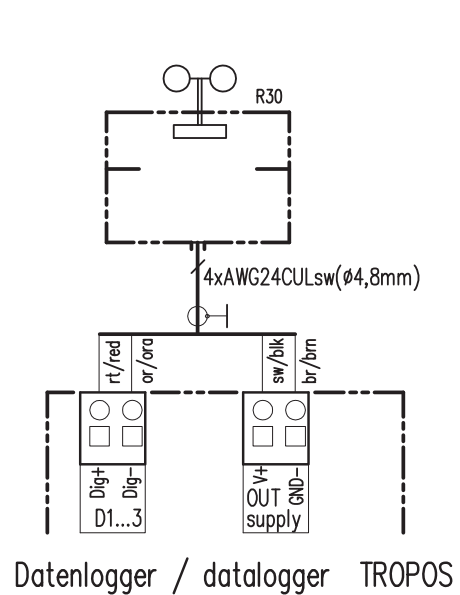 R30
4xAWG24CULsw(ø4,8mm)
rt/red
or/ora
sw/blk
br/brn
Dig+
Dig-
V+
GND-
D1...3
OUT
supply
Datenlogger / datalogger TROPOS